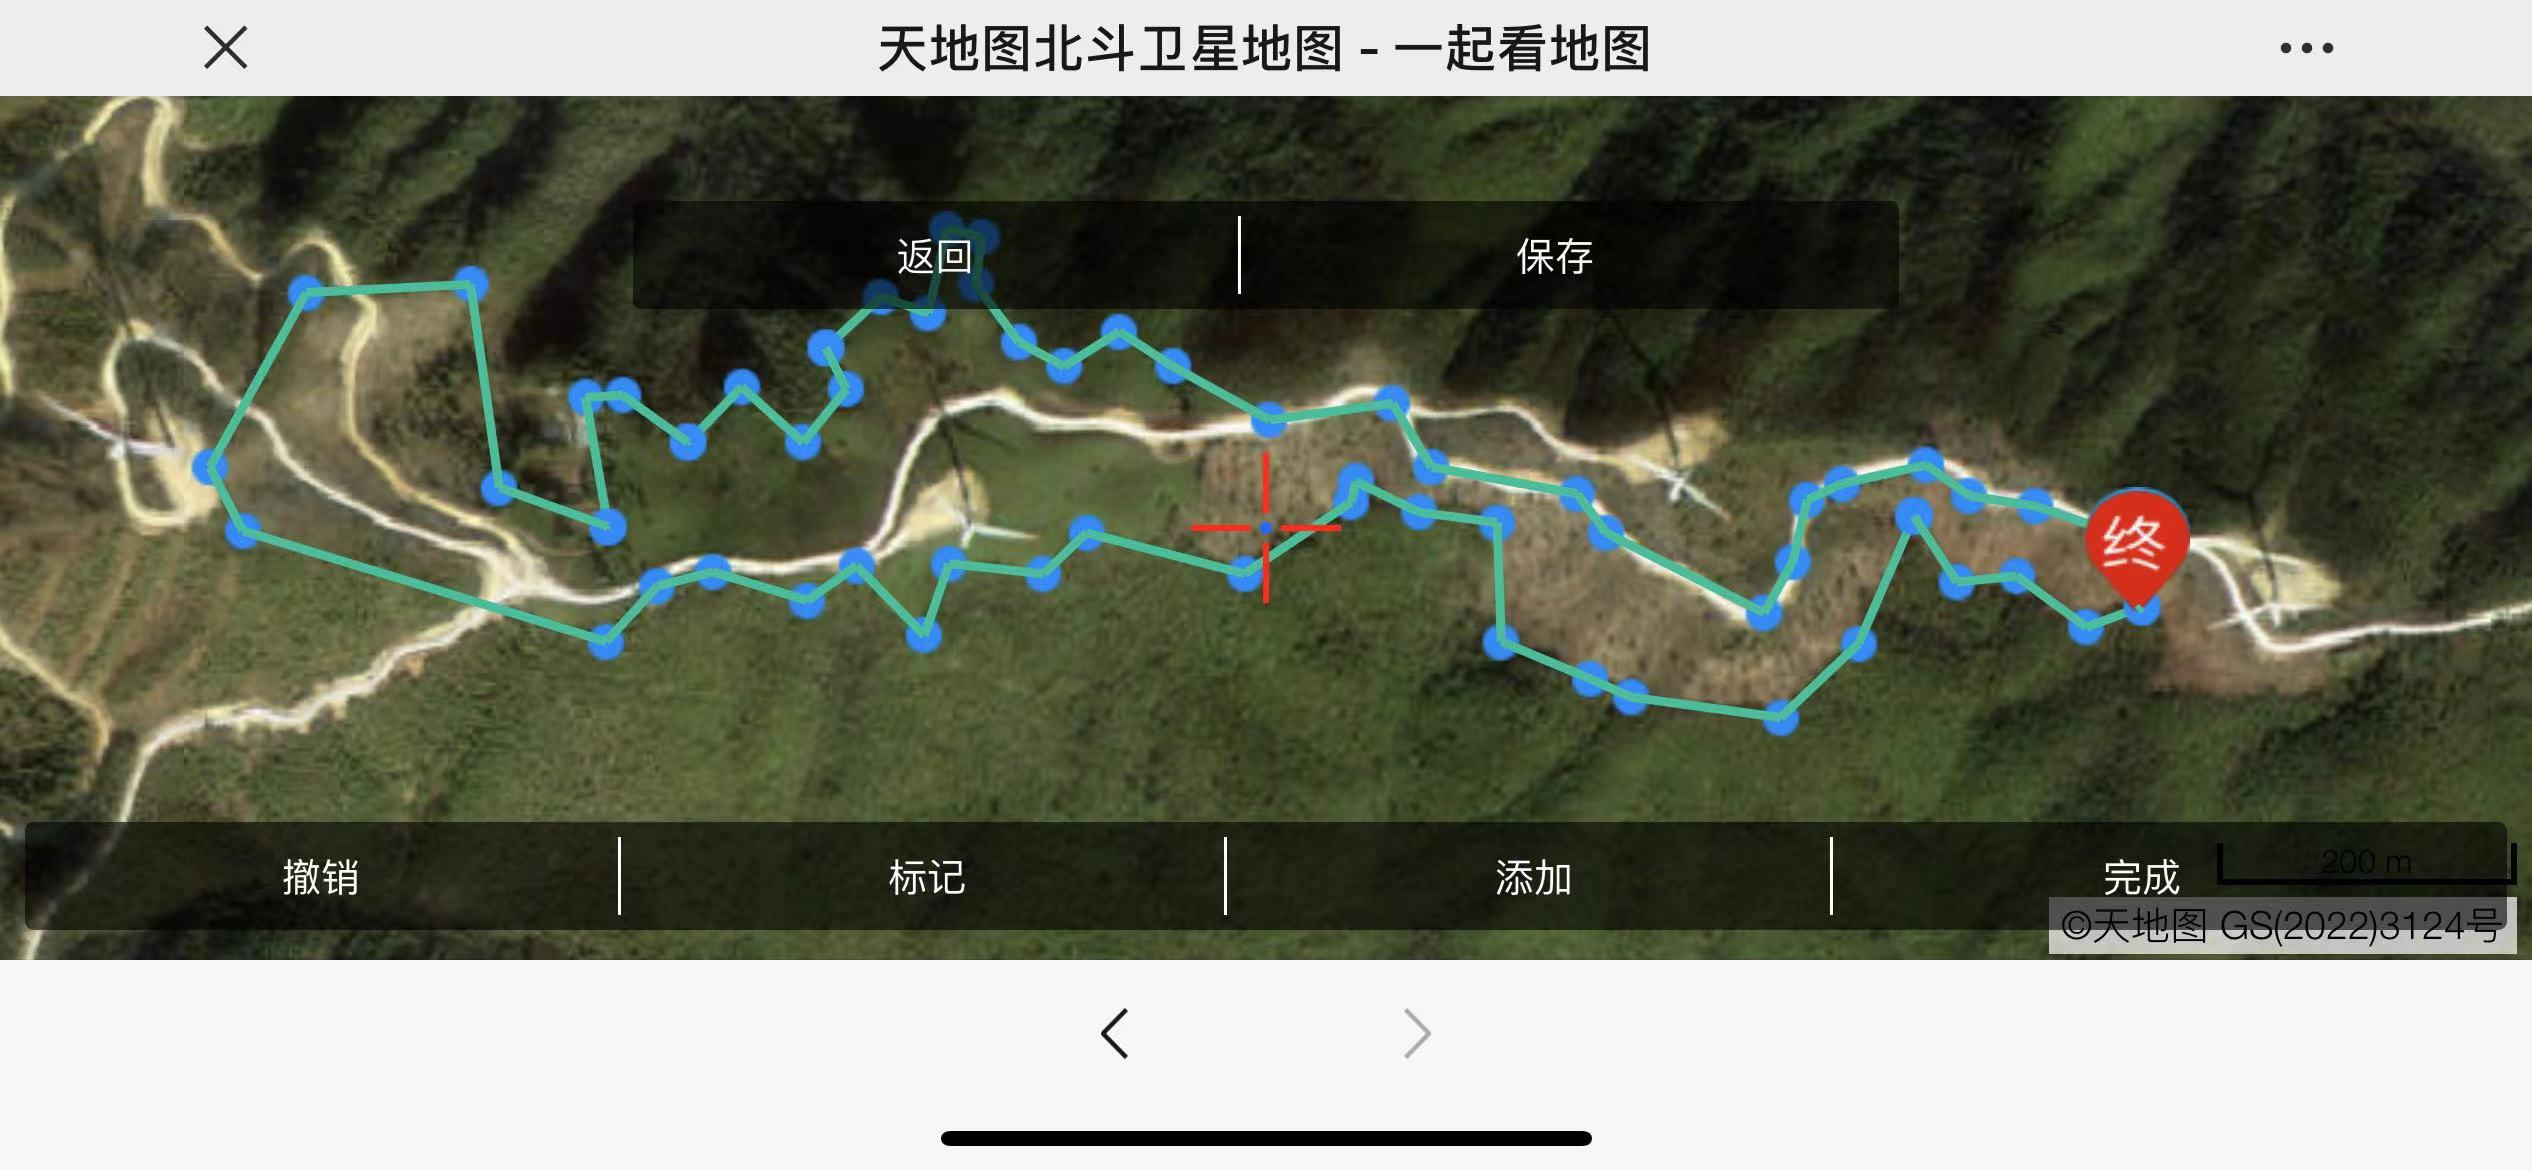 天地图北斗卫星地图 - 一起看地图
返回
保存
终
撤销
标记
添加
完成
200 m
©天地图 GS(2022)3124号